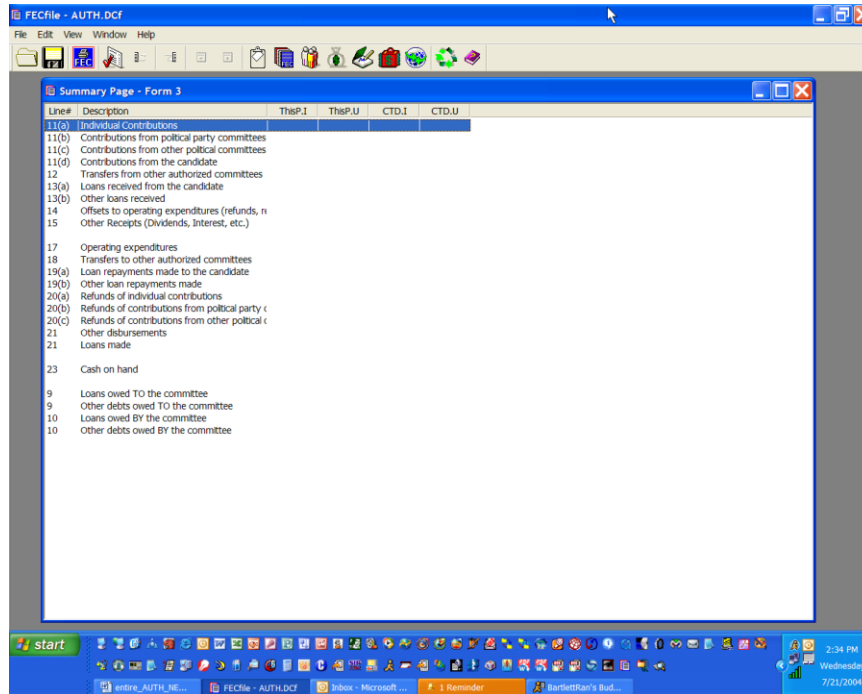 FECfile - AUTH.DCf
File Edit View Window Help
FEC
Summary Page - Form 3
Line# Description ThisP.I ThisP.U CTD.I CTD.U
11(a) Individual Contributions
11(b) Contributions from political party committees
11(c) Contributions from other political committees
11(d) Contributions from the candidate
12 Transfers from other authorized committees
13(a) Loans received from the candidate
13(b) Other loans received
14 Offsets to operating expenditures (refunds, re
15 Other Receipts (Dividends, Interest, etc.)
17 Operating expenditures
18 Transfers to other authorized committees
19(a) Loan repayments made to the candidate
19(b) Other loan repayments made
20(a) Refunds of individual contributions
20(b) Refunds of contributions from political party c
20(c) Refunds of contributions from other political c
21 Other disbursements
21 Loans made
23 Cash on hand
9 Loans owed TO the committee
9 Other debts owed TO the committee
10 Loans owed BY the committee
10 Other debts owed BY the committee
start
2:34 PM
Wednesday
7/21/2004
entire_AUTH_NE... FECfile - AUTH.DCf Inbox - Microsoft ... 1 Reminder BartlettRan's Bud...